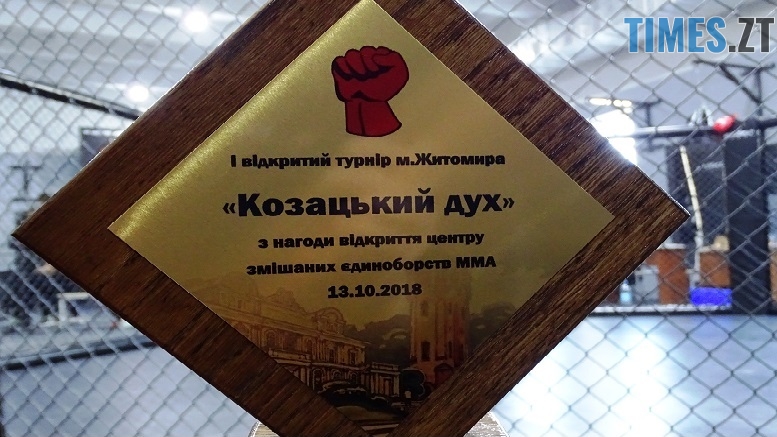 TIMES.ZT
І відкритий турнір м.Житомира
«Козацький дух»
з нагоди відкриття центру
змішаних єдиноборств ММА
13.10.2018